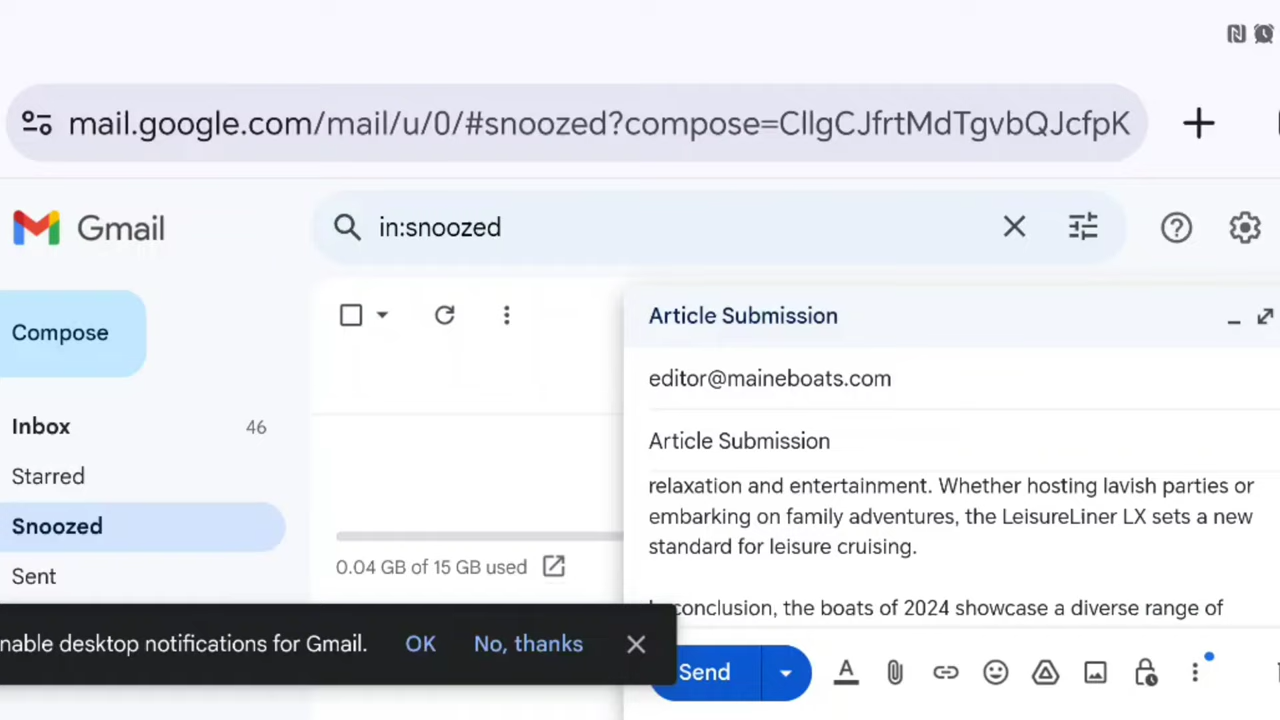 mail.google.com/mail/u/0/#snoozed?compose=CllgCJfrtMdTgvbQJcfpK
Gmail
in:snoozed
Compose
Inbox 46
Starred
Snoozed
Sent
0.04 GB of 15 GB used
Article Submission
editor@maineboats.com
Article Submission
relaxation and entertainment. Whether hosting lavish parties or
embarking on family adventures, the LeisureLiner LX sets a new
standard for leisure cruising.
conclusion, the boats of 2024 showcase a diverse range of
nable desktop notifications for Gmail. OK No, thanks
Send